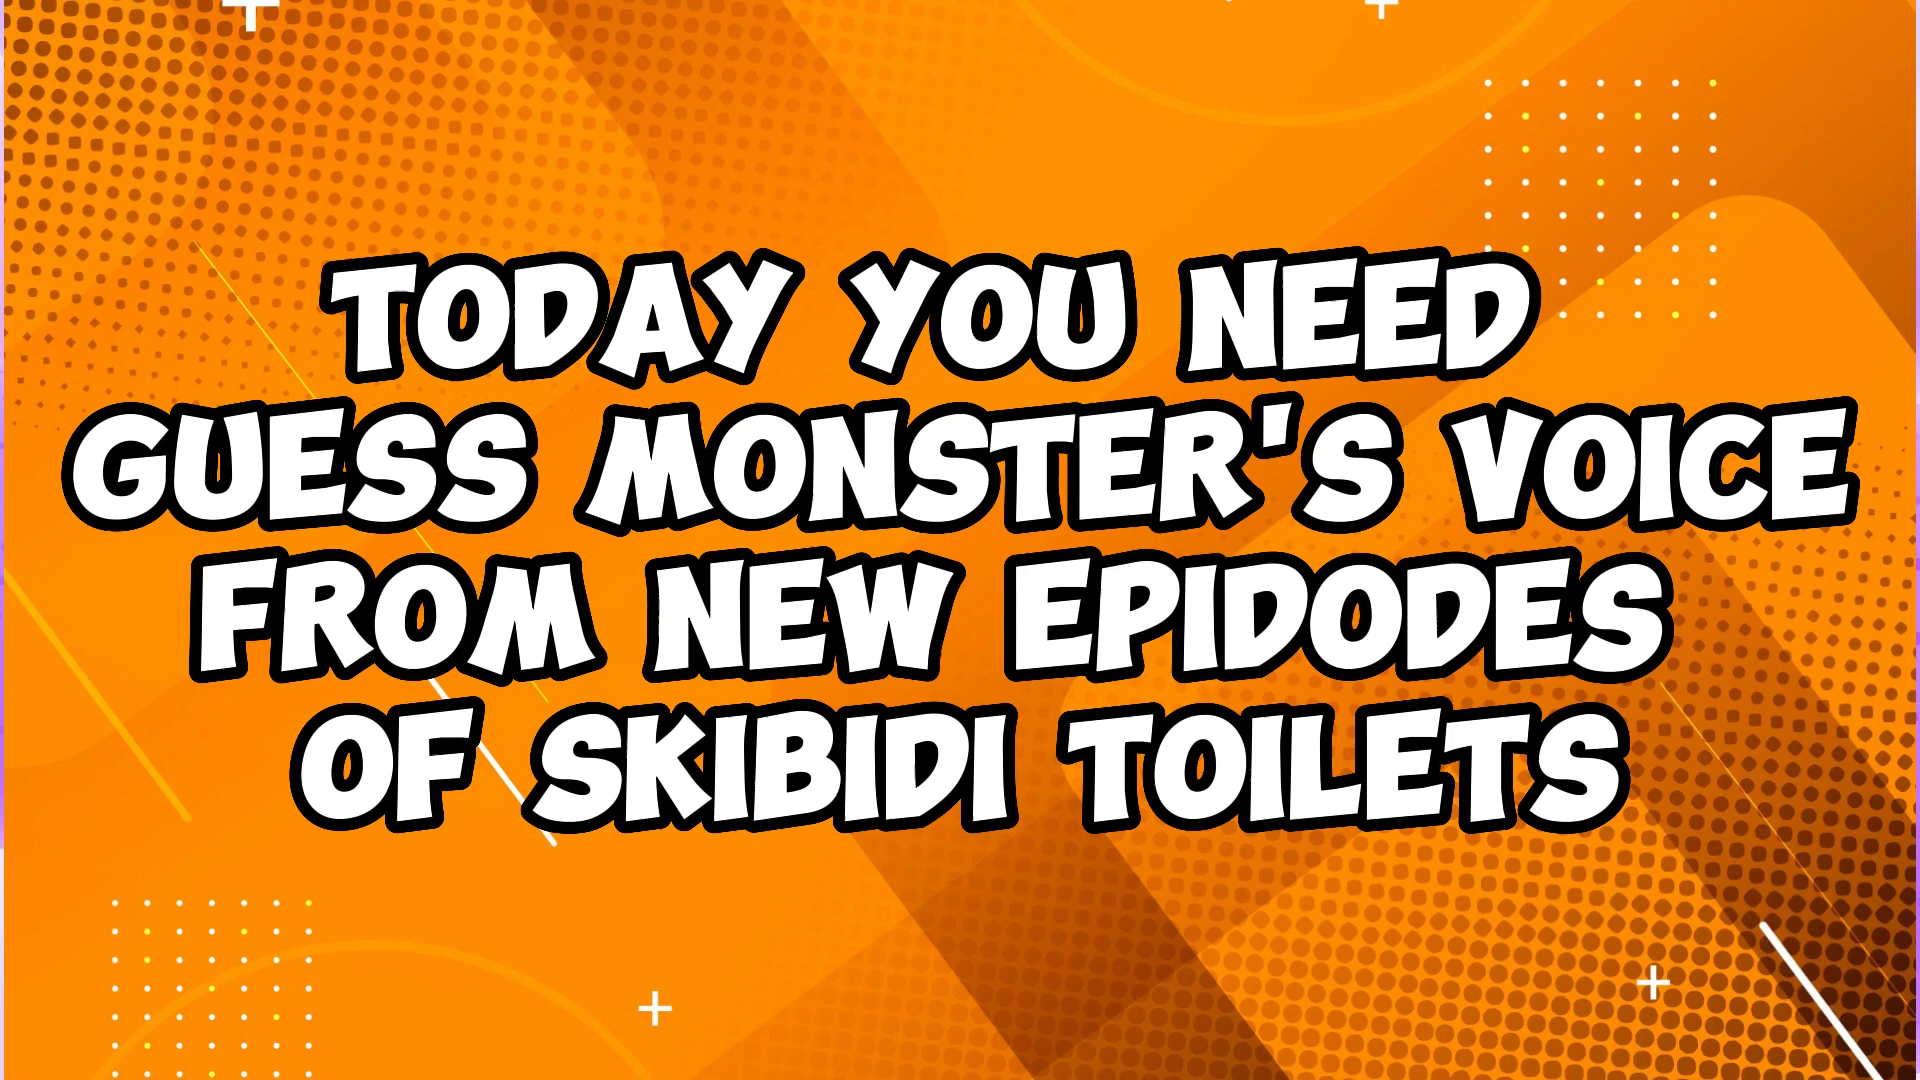 TODAY YOU NEED
GUESS MONSTER'S VOICE
FROM NEW EPIDODES
OF SKIBIDI TOILETS